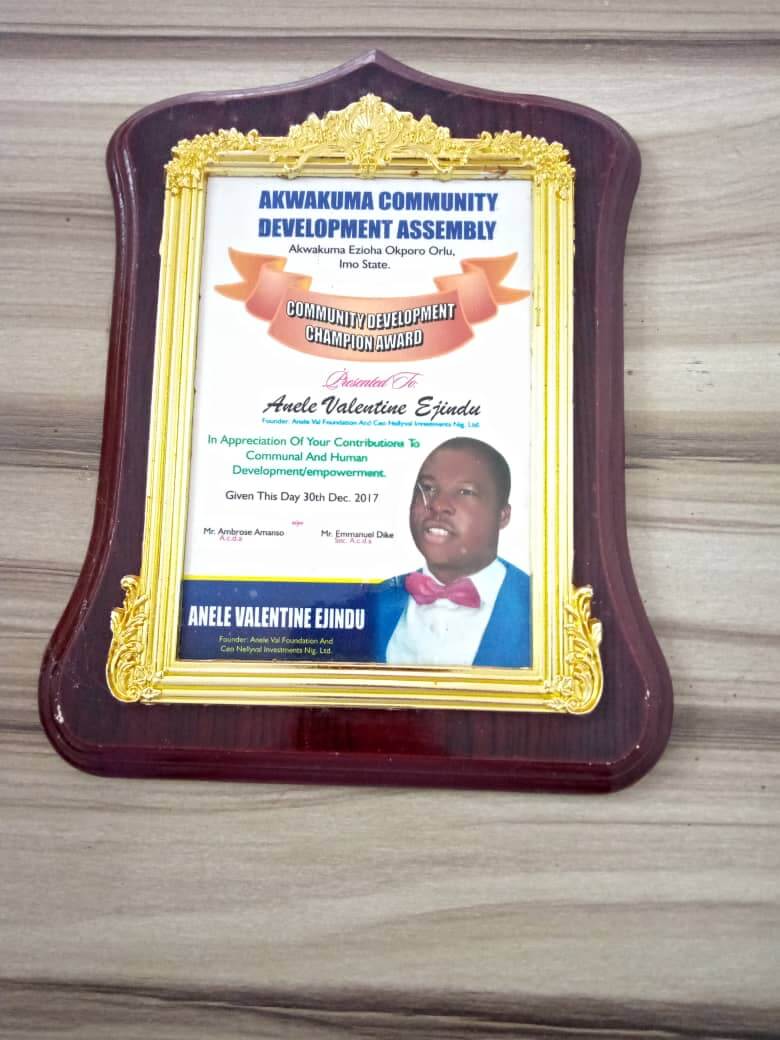 AKWAKUMA COMMUNITY
DEVELOPMENT ASSEMBLY
Akwakuma Ezioha Okporo Orlu,
Imo State.
COMMUNITY DEVELOPMENT
CHAMPION AWARD
Presented To:
Anele Valentine Ejindu
Founder: Anele Val Foundation And Ceo Nellyval Investments Nig. Ltd.
In Appreciation Of Your Contributions To
Communal And Human
Development/empowerment.
Given This Day 30th Dec. 2017
Mr. Ambrose Amanso
A.c.d.a
Mr. Emmanuel Dike
Sec. A.c.d.a
ANELE VALENTINE EJINDU
Founder: Anele Val Foundation And
Ceo Nellyval Investments Nig. Ltd.